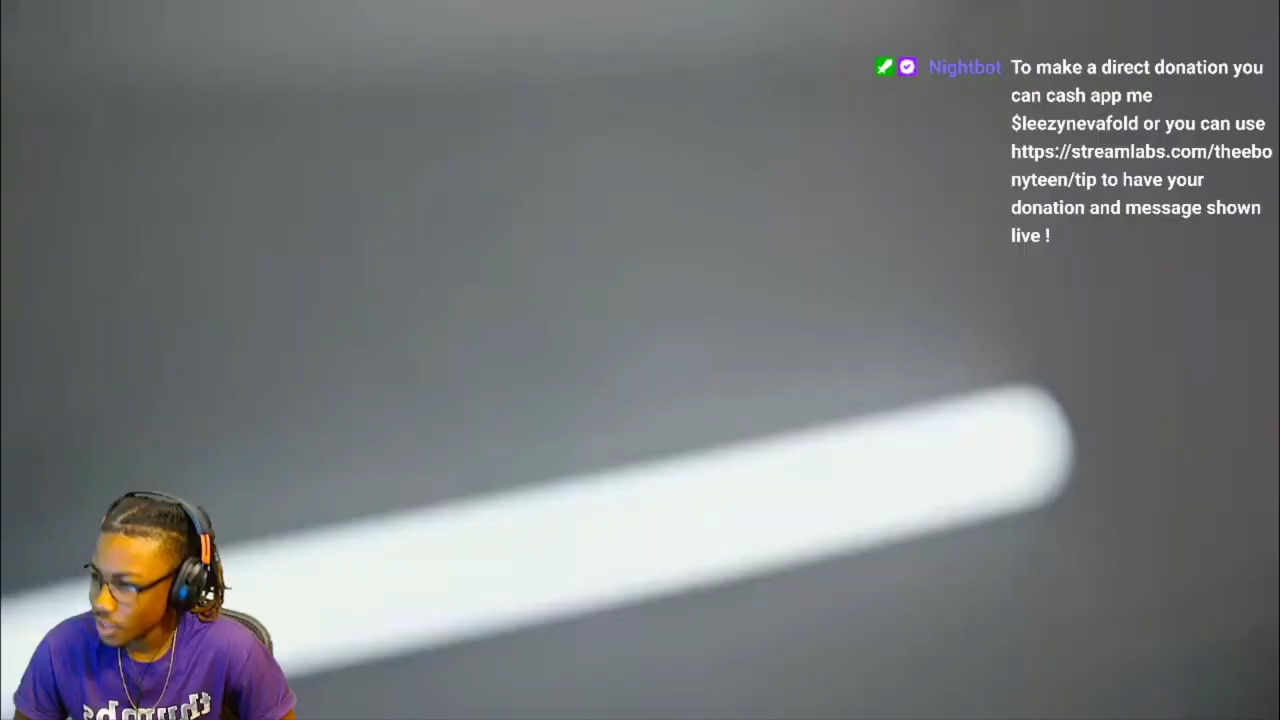 Nightbot To make a direct donation you
can cash app me
$leezynevafold or you can use
https://streamlabs.com/theebo
nyteen/tip to have your
donation and message shown
live !
thumbs